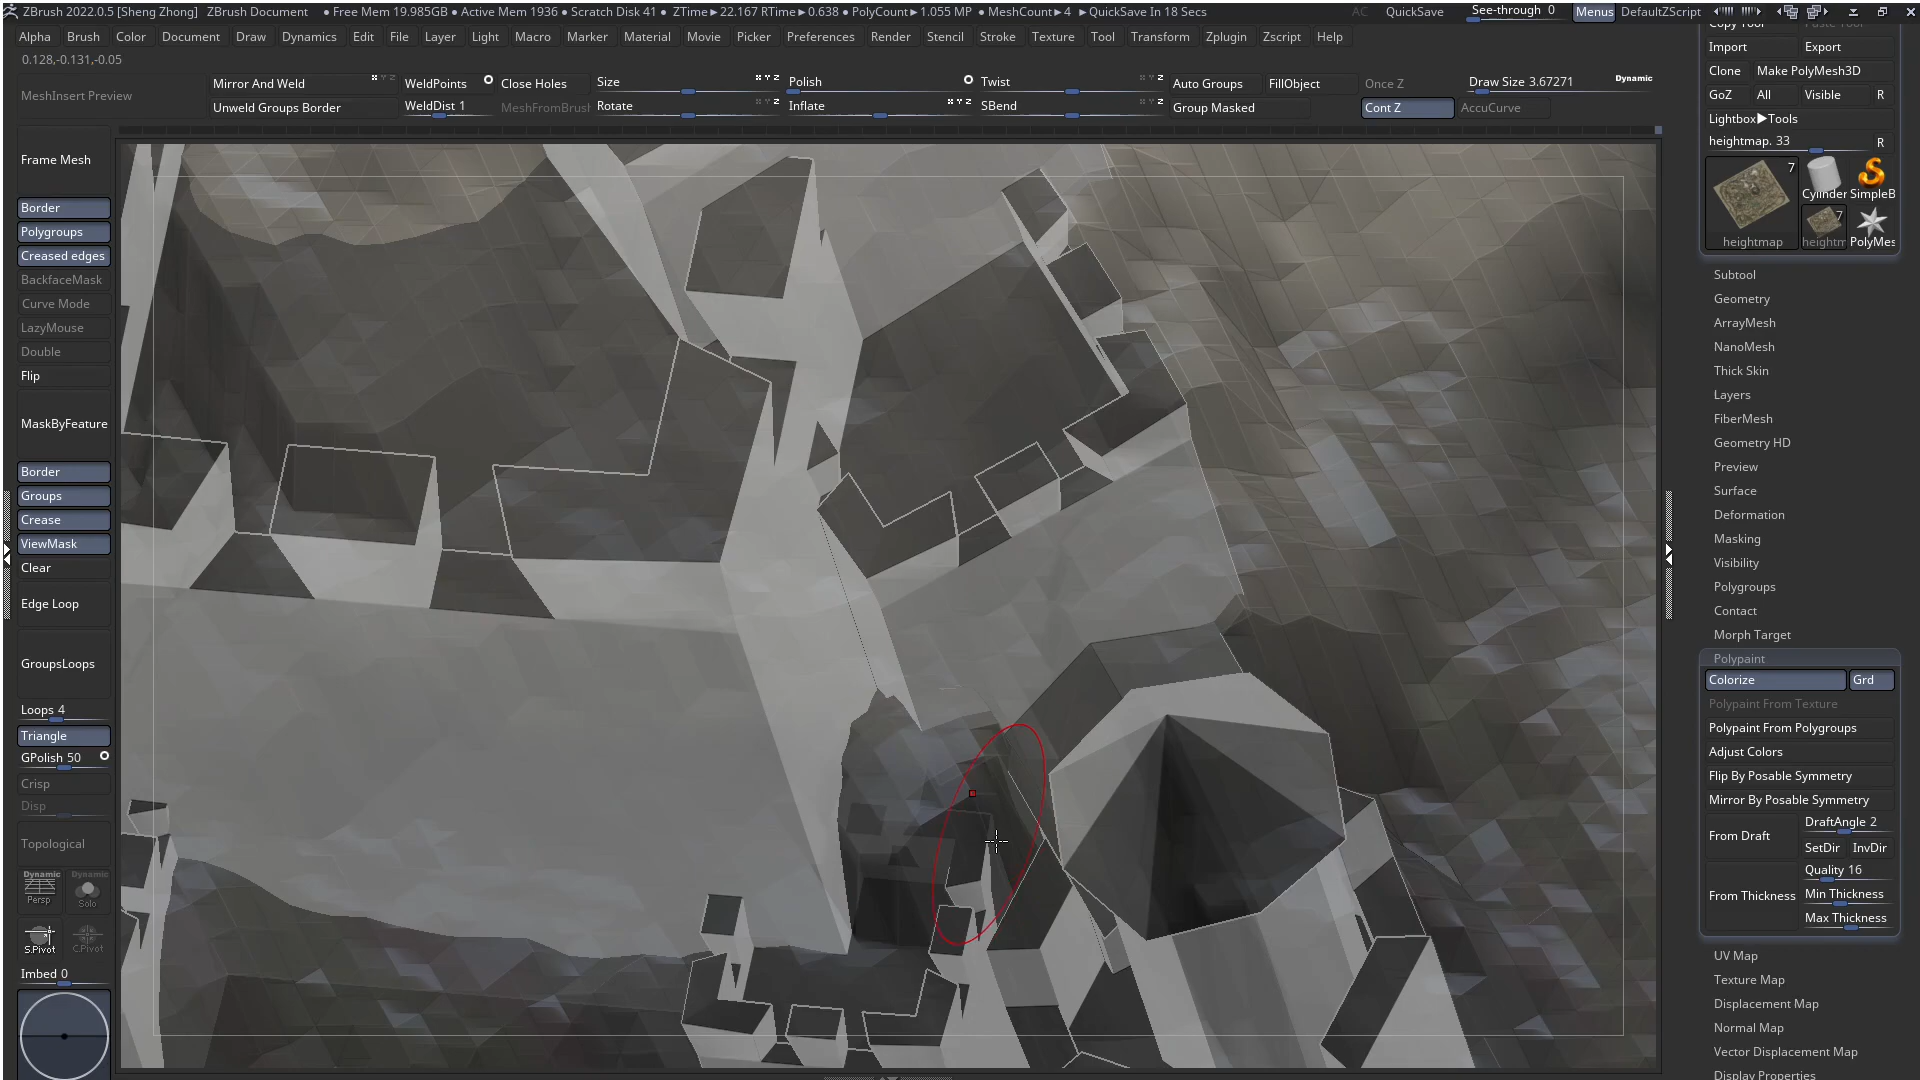 ZBrush 2022.0.5 [Sheng Zhong] ZBrush Document • Free Mem 19.985GB • Active Mem 1936 • Scratch Disk 41 • ZTime►22.167 RTime►0.638 • PolyCount►1.055 MP • MeshCount►4 ►QuickSave In 18 Secs AC QuickSave See-through 0 Menus DefaultZScript
Alpha Brush Color Document Draw Dynamics Edit File Layer Light Macro Marker Material Movie Picker Preferences Render Stencil Stroke Texture Tool Transform Zplugin Zscript Help
0.128,-0.131,-0.05
MeshInsert Preview
Mirror And Weld
Unweld Groups Border
WeldPoints
WeldDist 1
Close Holes
MeshFromBrush
Size
Rotate
Polish
Inflate
Twist
SBend
Auto Groups
Group Masked
FillObject
Once Z
Cont Z
Draw Size 3.67271
Dynamic
AccuCurve
Frame Mesh
Border
Polygroups
Creased edges
BackfaceMask
Curve Mode
LazyMouse
Double
Flip
MaskByFeature
Border
Groups
Crease
ViewMask
Clear
Edge Loop
GroupsLoops
Loops 4
Triangle
GPolish 50
Crisp
Disp
Topological
Dynamic
Persp
Dynamic
Solo
S.Pivot
C.Pivot
Imbed 0
Copy Tool Paste Tool
Import Export
Clone Make PolyMesh3D
GoZ All Visible R
Lightbox►Tools
heightmap. 33 R
7
heightmap
Cylinder
SimpleB
7
heightm
PolyMes
Subtool
Geometry
ArrayMesh
NanoMesh
Thick Skin
Layers
FiberMesh
Geometry HD
Preview
Surface
Deformation
Masking
Visibility
Polygroups
Contact
Morph Target
Polypaint
Colorize Grd
Polypaint From Texture
Polypaint From Polygroups
Adjust Colors
Flip By Posable Symmetry
Mirror By Posable Symmetry
From Draft
DraftAngle 2
SetDir InvDir
From Thickness
Quality 16
Min Thickness
Max Thickness
UV Map
Texture Map
Displacement Map
Normal Map
Vector Displacement Map
Display Properties